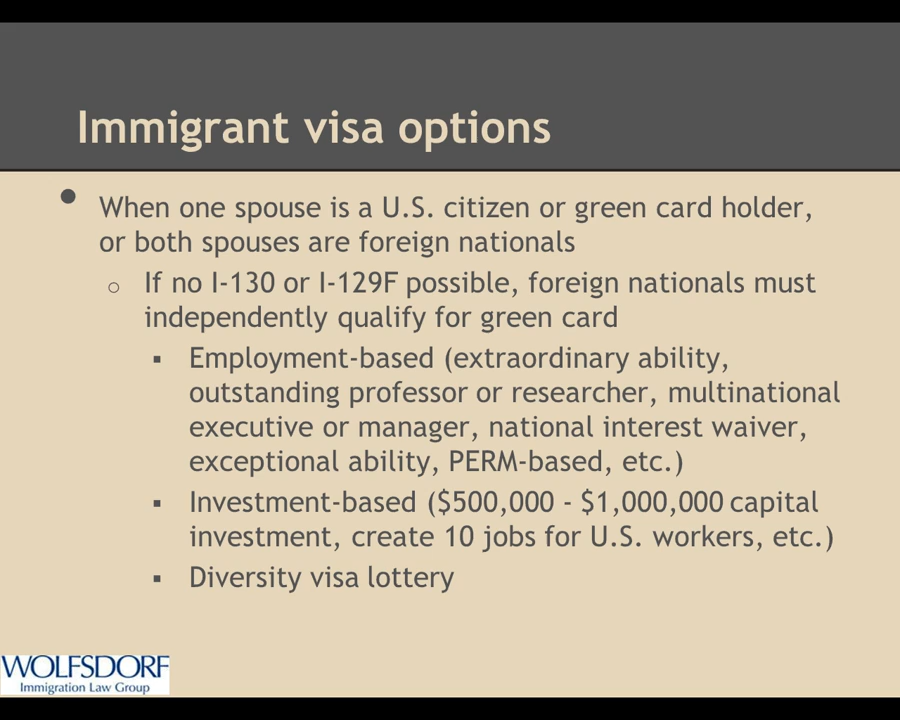 Immigrant visa options
• When one spouse is a U.S. citizen or green card holder,
or both spouses are foreign nationals
○ If no I-130 or I-129F possible, foreign nationals must
independently qualify for green card
▪ Employment-based (extraordinary ability,
outstanding professor or researcher, multinational
executive or manager, national interest waiver,
exceptional ability, PERM-based, etc.)
▪ Investment-based ($500,000 - $1,000,000 capital
investment, create 10 jobs for U.S. workers, etc.)
▪ Diversity visa lottery
WOLFSDORF
Immigration Law Group